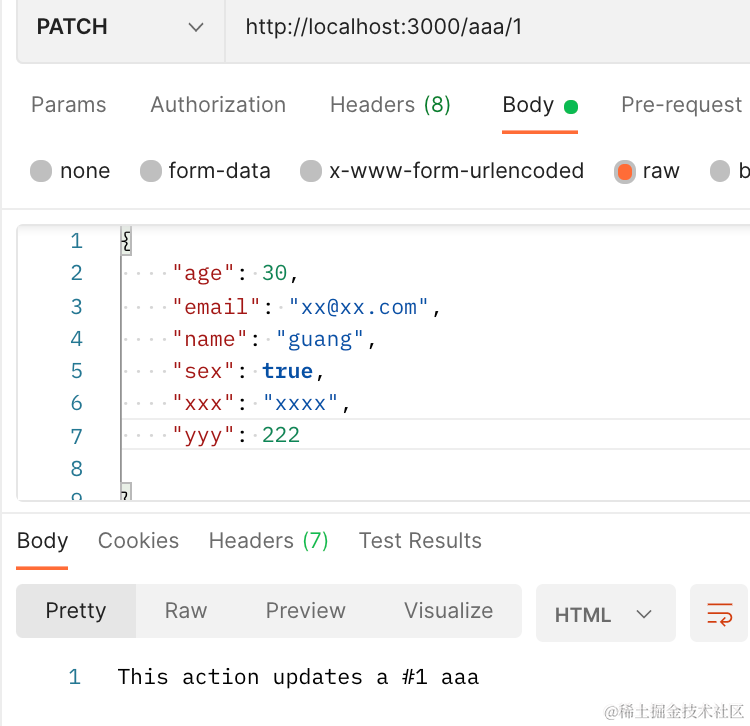 PATCH http://localhost:3000/aaa/1
Params Authorization Headers (8) Body Pre-request
none form-data x-www-form-urlencoded raw b
1 {
2 "age": 30,
3 "email": "xx@xx.com",
4 "name": "guang",
5 "sex": true,
6 "xxx": "xxxx",
7 "yyy": 222
8
9 }
Body Cookies Headers (7) Test Results
Pretty Raw Preview Visualize HTML
1 This action updates a #1 aaa
@稀土掘金技术社区